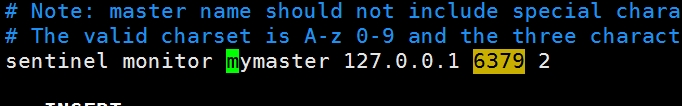 # Note: master name should not include special chara
# The valid charset is A-z 0-9 and the three charact
sentinel monitor mymaster 127.0.0.1 6379 2
INSERT